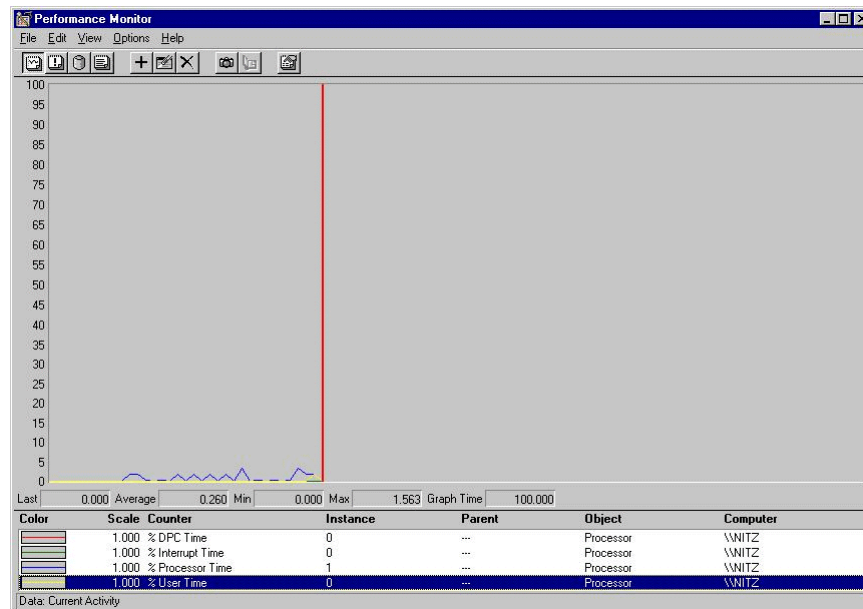 Performance Monitor
File Edit View Options Help
100
95
90
85
80
75
70
65
60
55
50
45
40
35
30
25
20
15
10
5
0
Last 0.000 Average 0.260 Min 0.000 Max 1.563 Graph Time 100.000
Color Scale Counter Instance Parent Object Computer
1.000 % DPC Time 0 --- Processor \\NITZ
1.000 % Interrupt Time 0 --- Processor \\NITZ
1.000 % Processor Time 1 --- Processor \\NITZ
1.000 % User Time 0 --- Processor \\NITZ
Data: Current Activity